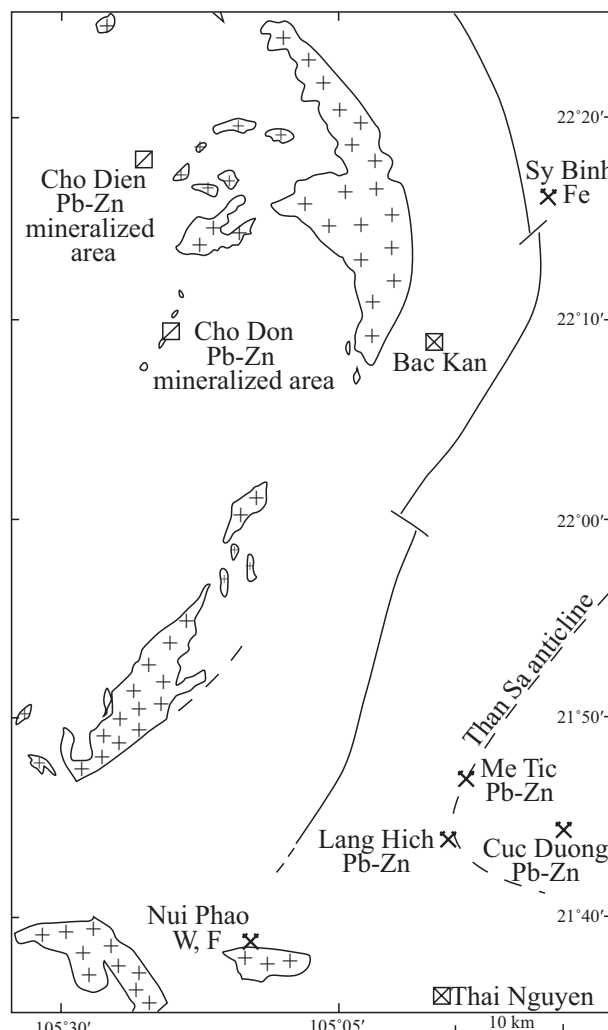 22°20′
Sy Binh
Fe
Cho Dien
Pb-Zn
mineralized
area
22°10′
Cho Don
Pb-Zn
mineralized area
Bac Kan
22°00′
Than Sa anticline
21°50′
Me Tic
Pb-Zn
Lang Hich
Pb-Zn
Cuc Duong
Pb-Zn
21°40′
Nui Phao
W, F
Thai Nguyen
105°30′
105°05′
10 km